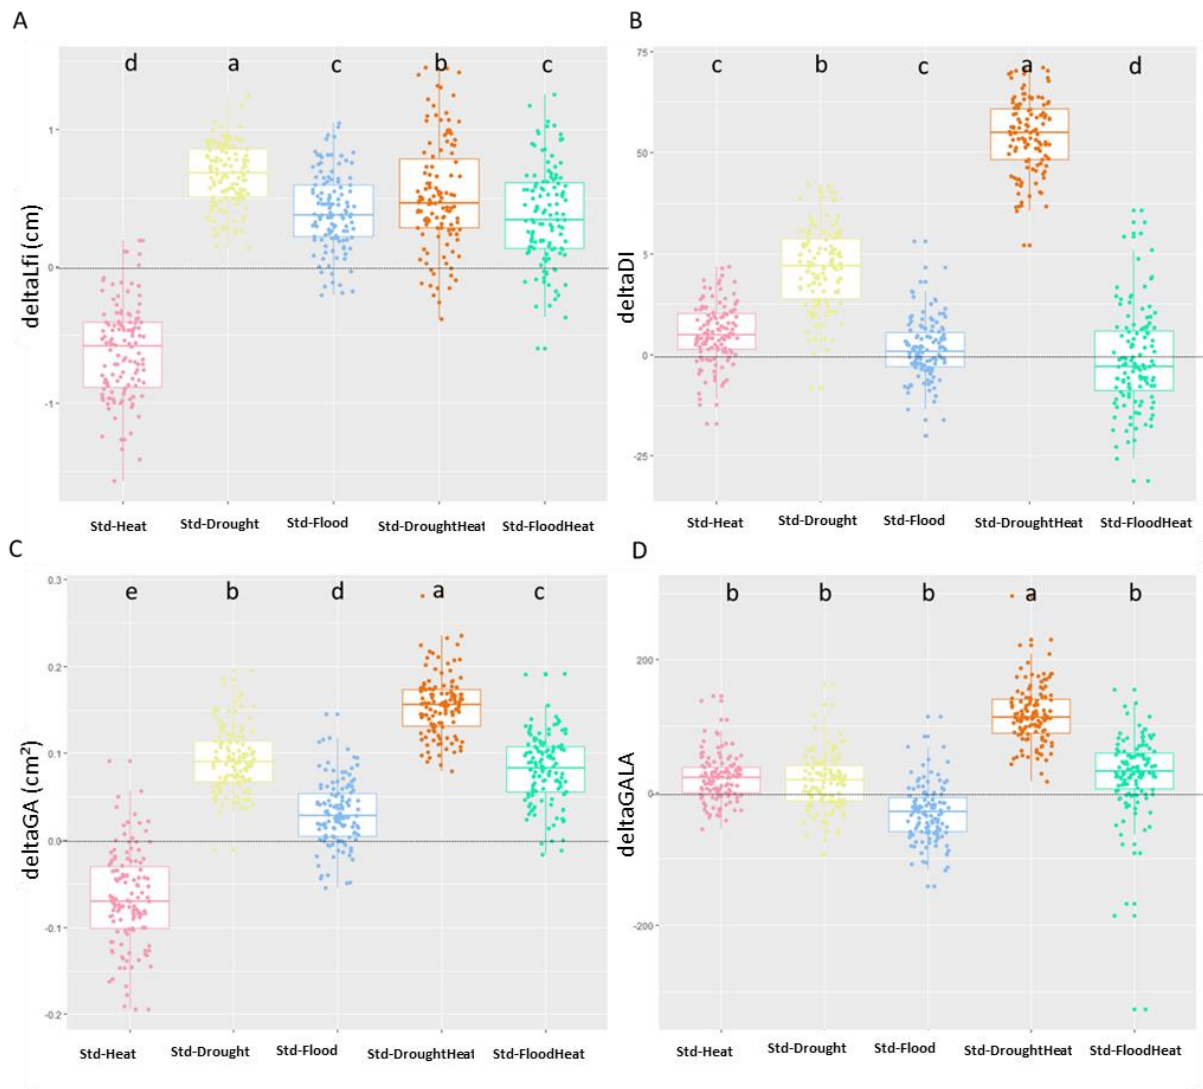 A
B
d a c b c
c b c a d
75
50
5
0
-25
1
0
-1
deltaLfi (cm)
deltaDI
Std-Heat Std-Drought Std-Flood Std-DroughtHeat Std-FloodHeat
Std-Heat Std-Drought Std-Flood Std-DroughtHeat Std-FloodHeat
C
D
e b d a c
b b b a b
0.3
0.2
0.1
0.0
-0.1
-0.2
200
0
-200
deltaGA (cm²)
deltaGALA
Std-Heat Std-Drought Std-Flood Std-DroughtHeat Std-FloodHeat
Std-Heat Std-Drought Std-Flood Std-DroughtHeat Std-FloodHeat